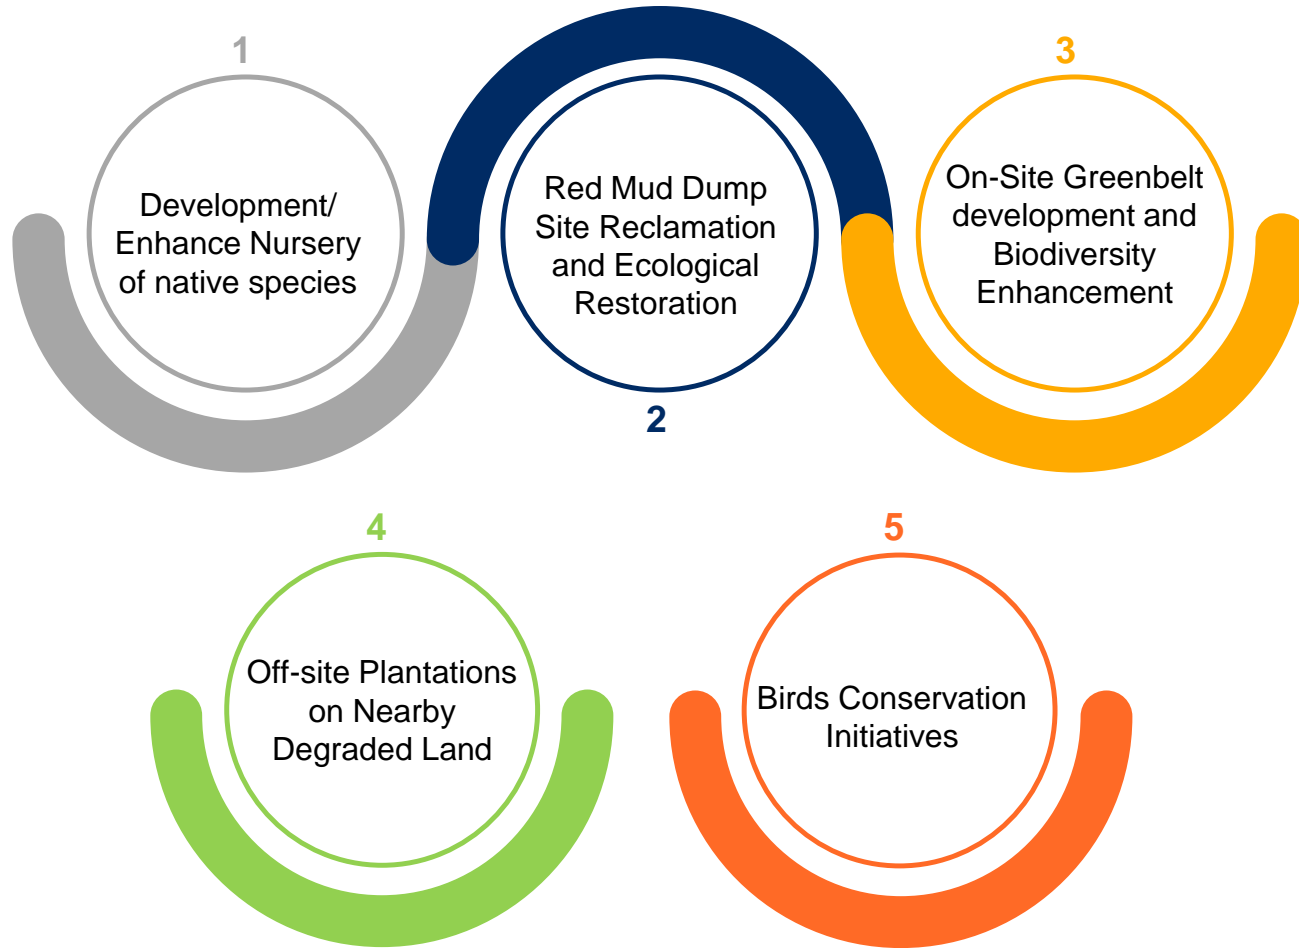 1
Development/
Enhance Nursery
of native species
Red Mud Dump
Site Reclamation
and Ecological
Restoration
2
3
On-Site Greenbelt
development and
Biodiversity
Enhancement
4
Off-site Plantations
on Nearby
Degraded Land
5
Birds Conservation
Initiatives